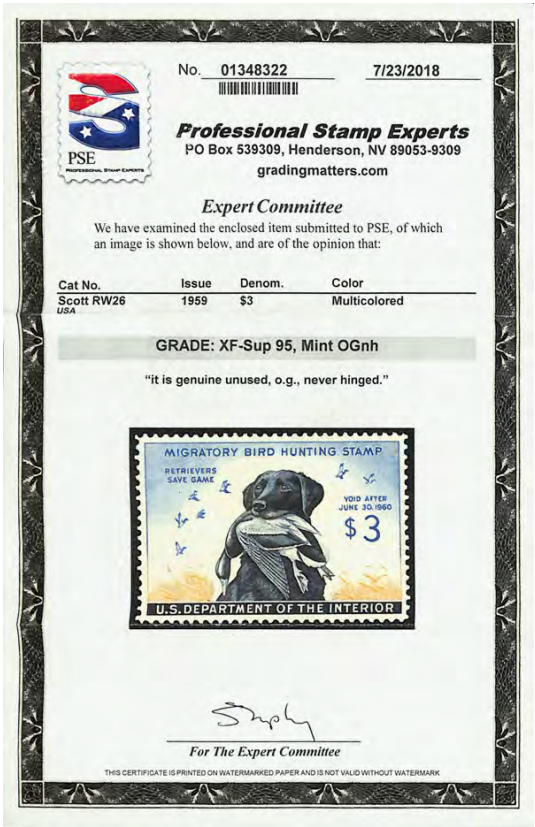 No. 01348322 7/23/2018
PSE
PROFESSIONAL STAMP EXPERTS
Professional Stamp Experts
PO Box 539309, Henderson, NV 89053-9309
gradingmatters.com
Expert Committee
We have examined the enclosed item submitted to PSE, of which
an image is shown below, and are of the opinion that:
Cat No. Issue Denom. Color
Scott RW26 1959 $3 Multicolored
USA
GRADE: XF-Sup 95, Mint OGnh
“it is genuine unused, o.g., never hinged.”
MIGRATORY BIRD HUNTING STAMP
RETRIEVERS
SAVE GAME
VOID AFTER
JUNE 30, 1960
$3
U.S. DEPARTMENT OF THE INTERIOR
For The Expert Committee
THIS CERTIFICATE IS PRINTED ON WATERMARKED PAPER AND IS NOT VALID WITHOUT WATERMARK